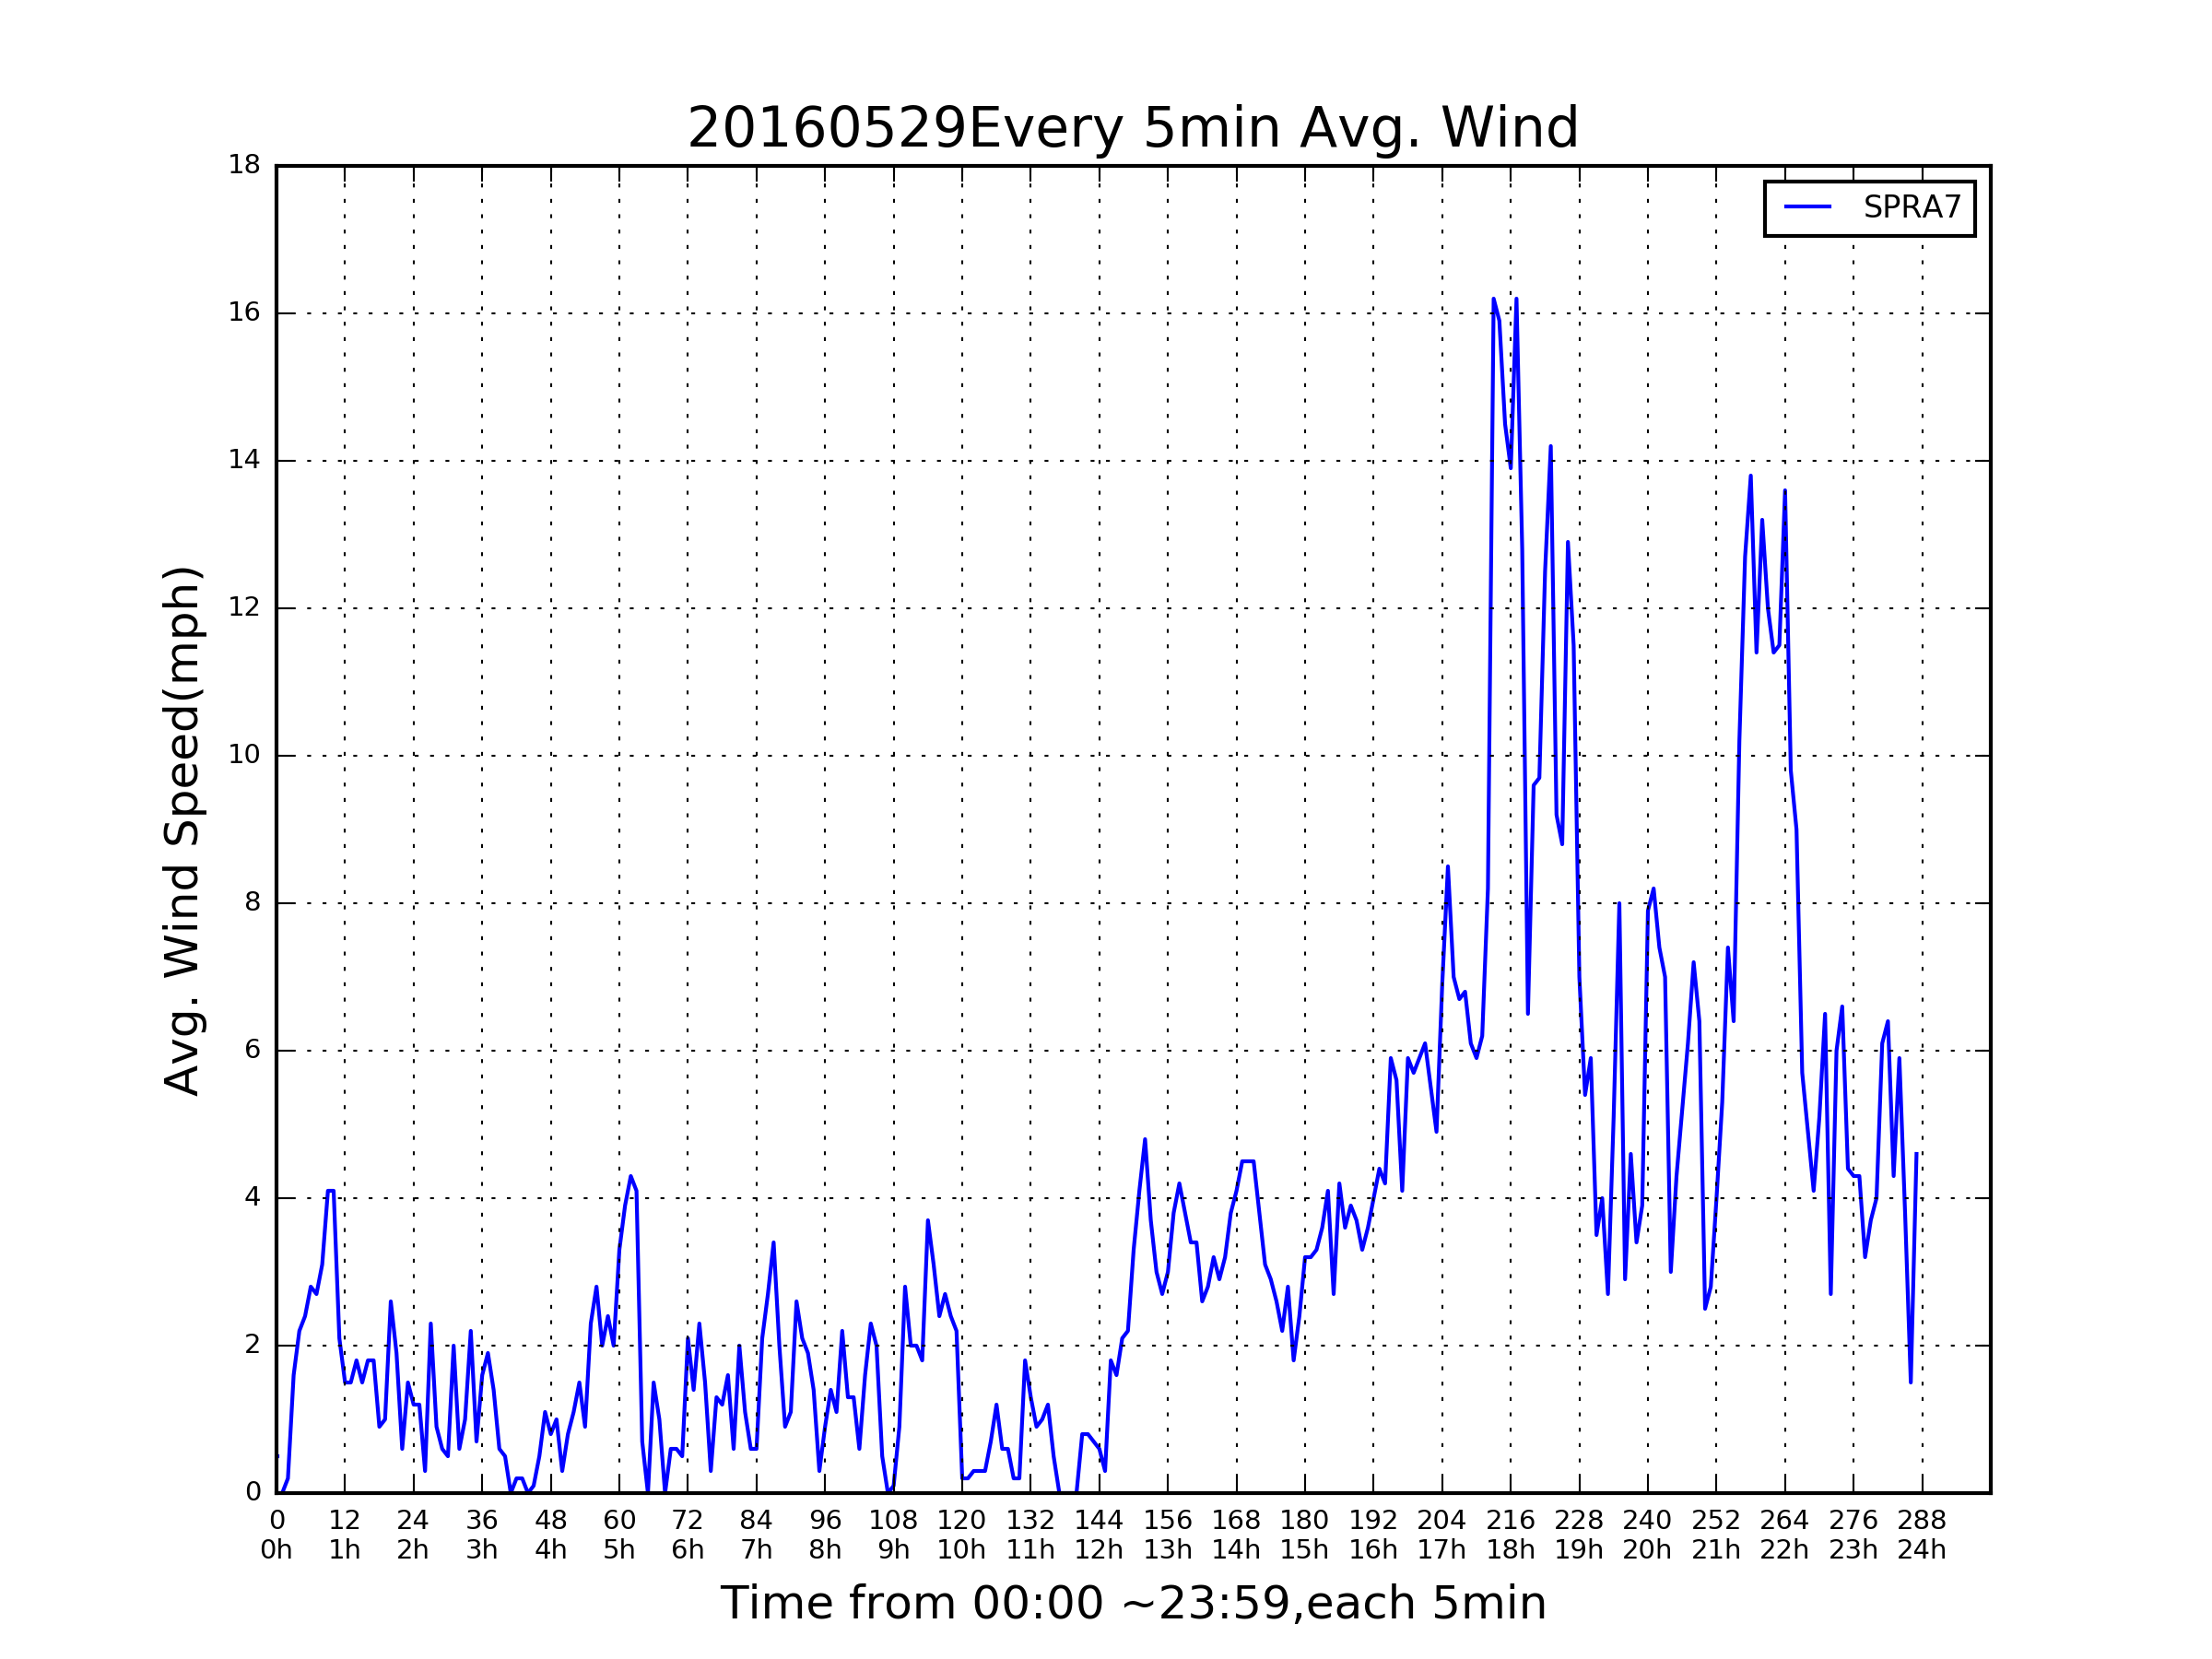 20160529Every 5min Avg. Wind
SPRA7
Avg. Wind Speed(mph)
18
16
14
12
10
8
6
4
2
0
0 12 24 36 48 60 72 84 96 108 120 132 144 156 168 180 192 204 216 228 240 252 264 276 288
0h 1h 2h 3h 4h 5h 6h 7h 8h 9h 10h 11h 12h 13h 14h 15h 16h 17h 18h 19h 20h 21h 22h 23h 24h
Time from 00:00 ~23:59,each 5min